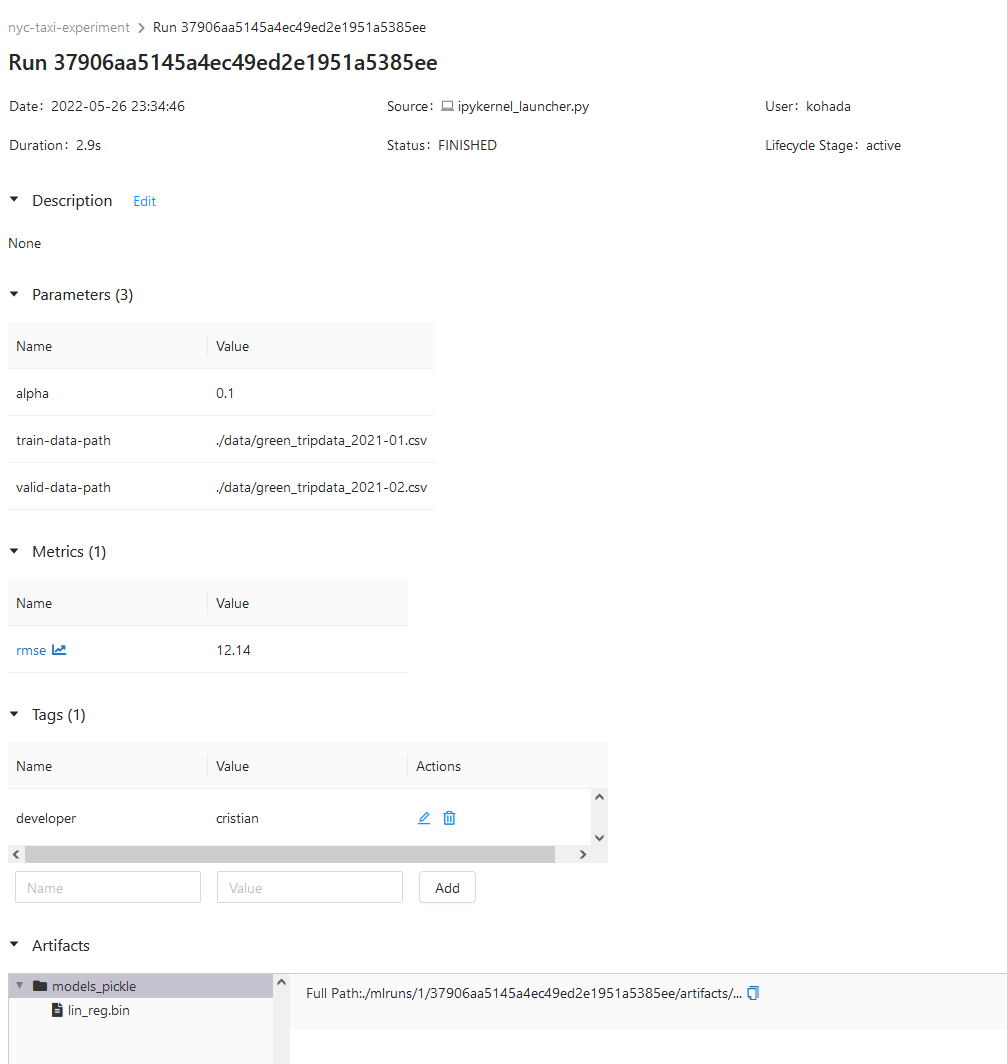 nyc-taxi-experiment > Run 37906aa5145a4ec49ed2e1951a5385ee
Run 37906aa5145a4ec49ed2e1951a5385ee
Date: 2022-05-26 23:34:46 Source: ipykernel_launcher.py User: kohada
Duration: 2.9s Status: FINISHED Lifecycle Stage: active
Description Edit
None
Parameters (3)
Name Value
alpha 0.1
train-data-path ./data/green_tripdata_2021-01.csv
valid-data-path ./data/green_tripdata_2021-02.csv
Metrics (1)
Name Value
rmse 12.14
Tags (1)
Name Value Actions
developer cristian
Name Value Add
Artifacts
models_pickle Full Path:./mlruns/1/37906aa5145a4ec49ed2e1951a5385ee/artifacts/...
lin_reg.bin